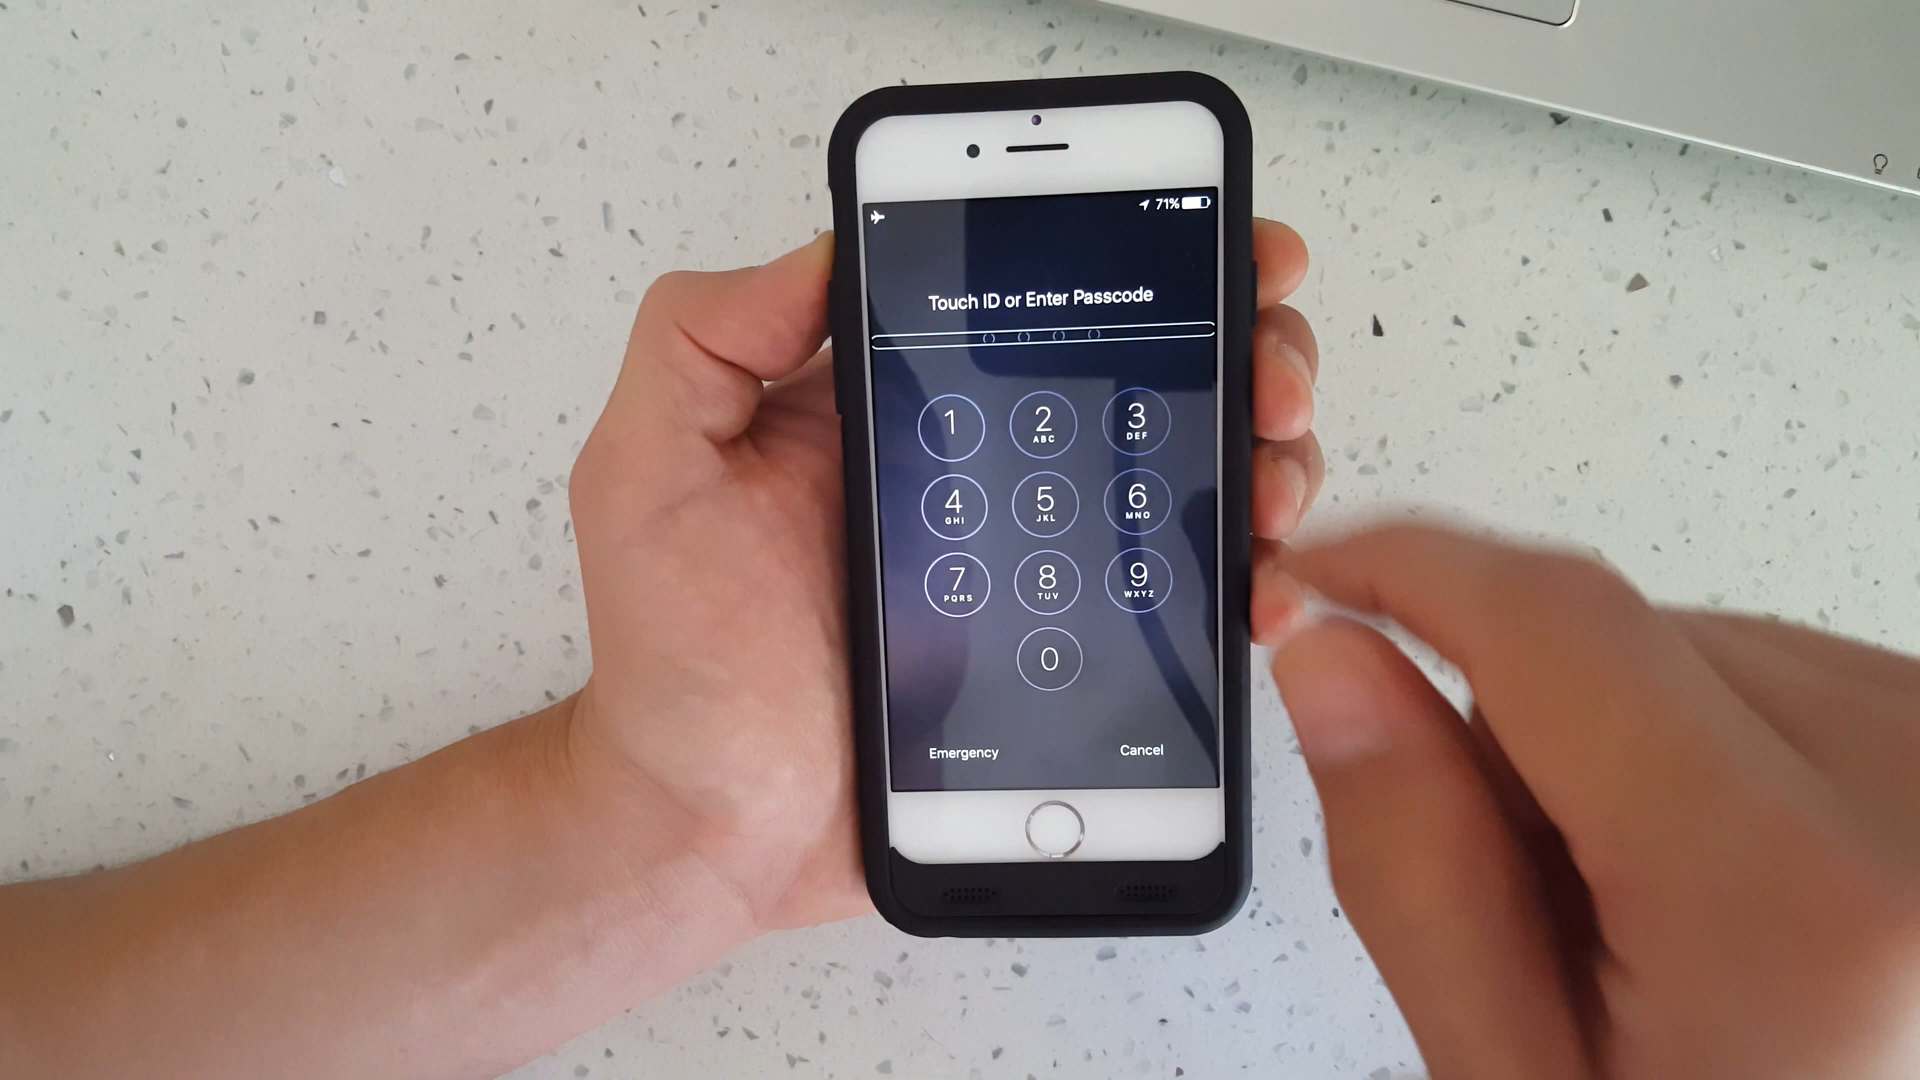 71%
Touch ID or Enter Passcode
1
2
ABC
3
DEF
4
GHI
5
JKL
6
MNO
7
PQRS
8
TUV
9
WXYZ
0
Emergency
Cancel